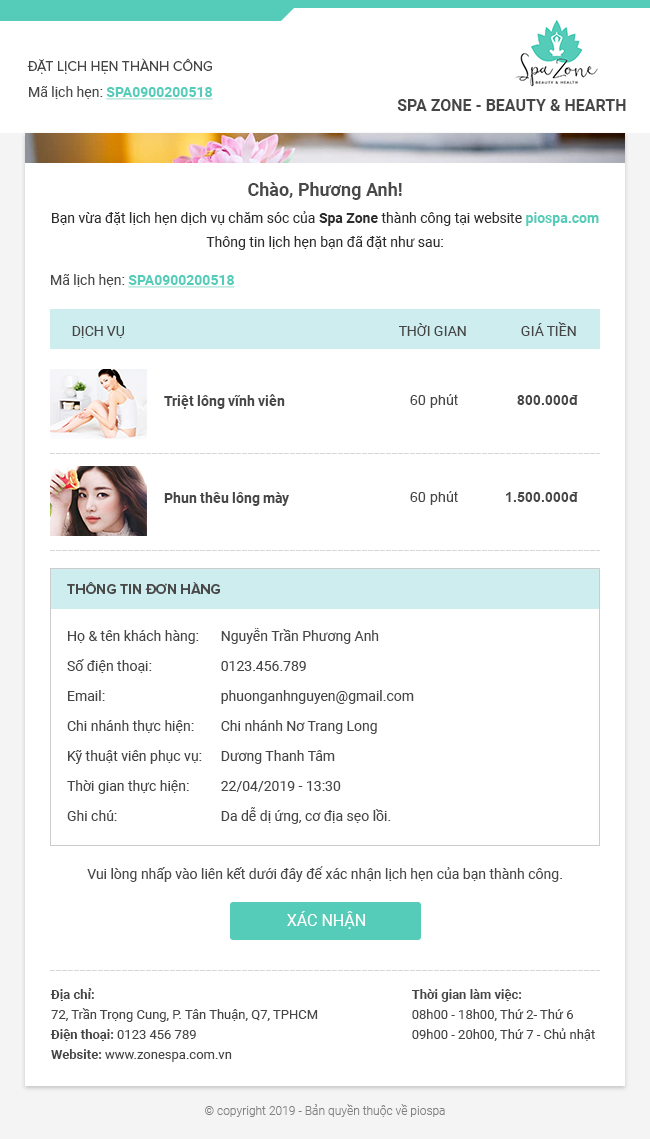 ĐẶT LỊCH HẸN THÀNH CÔNG
Mã lịch hẹn: SPA0900200518
Spa Zone
BEAUTY & HEALTH
SPA ZONE - BEAUTY & HEARTH
Chào, Phương Anh!
Bạn vừa đặt lịch hẹn dịch vụ chăm sóc của Spa Zone thành công tại website piospa.com
Thông tin lịch hẹn bạn đã đặt như sau:
Mã lịch hẹn: SPA0900200518
DỊCH VỤ THỜI GIAN GIÁ TIỀN
Triệt lông vĩnh viên 60 phút 800.000đ
Phun thêu lông mày 60 phút 1.500.000đ
THÔNG TIN ĐƠN HÀNG
Họ & tên khách hàng: Nguyễn Trần Phương Anh
Số điện thoại: 0123.456.789
Email: phuonganhnguyen@gmail.com
Chi nhánh thực hiện: Chi nhánh Nơ Trang Long
Kỹ thuật viên phục vụ: Dương Thanh Tâm
Thời gian thực hiện: 22/04/2019 - 13:30
Ghi chú: Da dễ dị ứng, cơ địa sẹo lồi.
Vui lòng nhấp vào liên kết dưới đây để xác nhận lịch hẹn của bạn thành công.
XÁC NHẬN
Địa chỉ: Thời gian làm việc:
72, Trần Trọng Cung, P. Tân Thuận, Q7, TPHCM 08h00 - 18h00, Thứ 2- Thứ 6
Điện thoại: 0123 456 789 09h00 - 20h00, Thứ 7 - Chủ nhật
Website: www.zonespa.com.vn
© copyright 2019 - Bản quyền thuộc về piospa